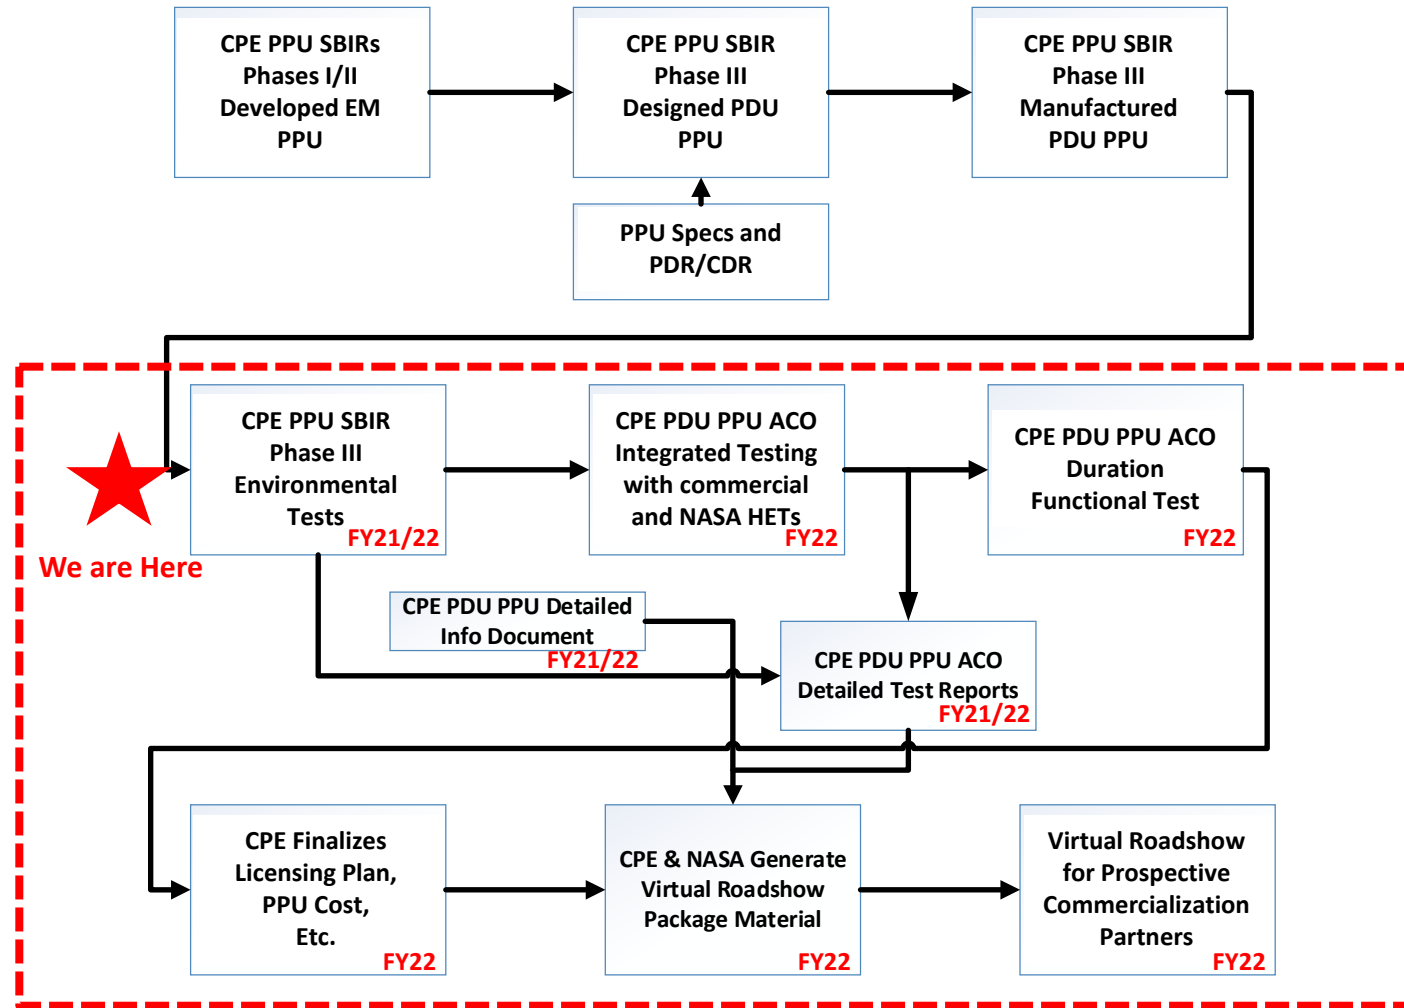 CPE PPU SBIRs
Phases I/II
Developed EM
PPU
CPE PPU SBIR
Phase III
Designed PDU
PPU
CPE PPU SBIR
Phase III
Manufactured
PDU PPU
PPU Specs and
PDR/CDR
We are Here
CPE PPU SBIR
Phase III
Environmental
Tests
FY21/22
CPE PDU PPU ACO
Integrated Testing
with commercial
and NASA HETs
FY22
CPE PDU PPU ACO
Duration
Functional Test
FY22
CPE PDU PPU Detailed
Info Document
FY21/22
CPE PDU PPU ACO
Detailed Test Reports
FY21/22
CPE Finalizes
Licensing Plan,
PPU Cost,
Etc.
FY22
CPE & NASA Generate
Virtual Roadshow
Package Material
FY22
Virtual Roadshow
for Prospective
Commercialization
Partners
FY22